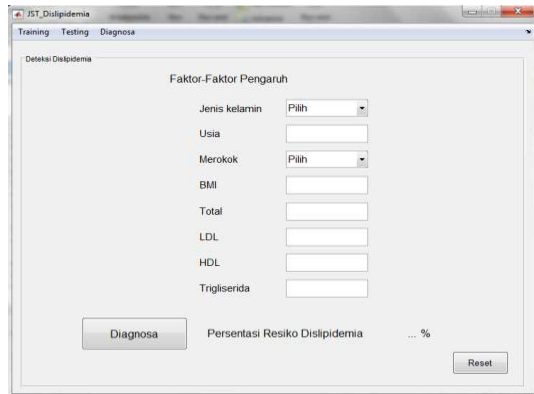 JST_Dislipidemia
Training Testing Diagnosa
Deteksi Dislipidemia
Faktor-Faktor Pengaruh
Jenis kelamin Pilih
Usia
Merokok Pilih
BMI
Total
LDL
HDL
Trigliserida
Diagnosa Persentasi Resiko Dislipidemia ... %
Reset